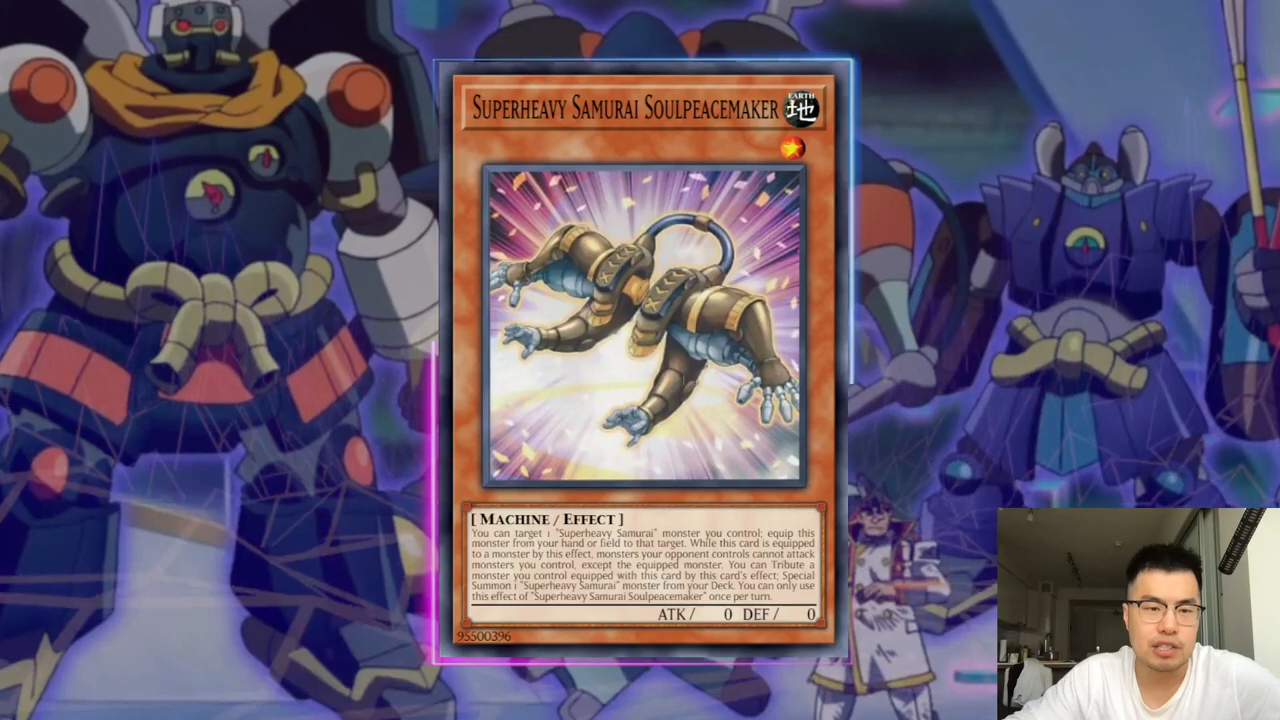 SUPERHEAVY SAMURAI SOULPEACEMAKER
EARTH
地
[ MACHINE / EFFECT ]
You can target 1 "Superheavy Samurai" monster you control; equip this
monster from your hand or field to that target. While this card is equipped
to a monster by this effect, monsters your opponent controls cannot attack
monsters you control, except the equipped monster. You can Tribute a
monster you control equipped with this card by this card's effect; Special
Summon 1 "Superheavy Samurai" monster from your Deck. You can only use
this effect of "Superheavy Samurai Soulpeacemaker" once per turn.
ATK / 0 DEF / 0
95500396